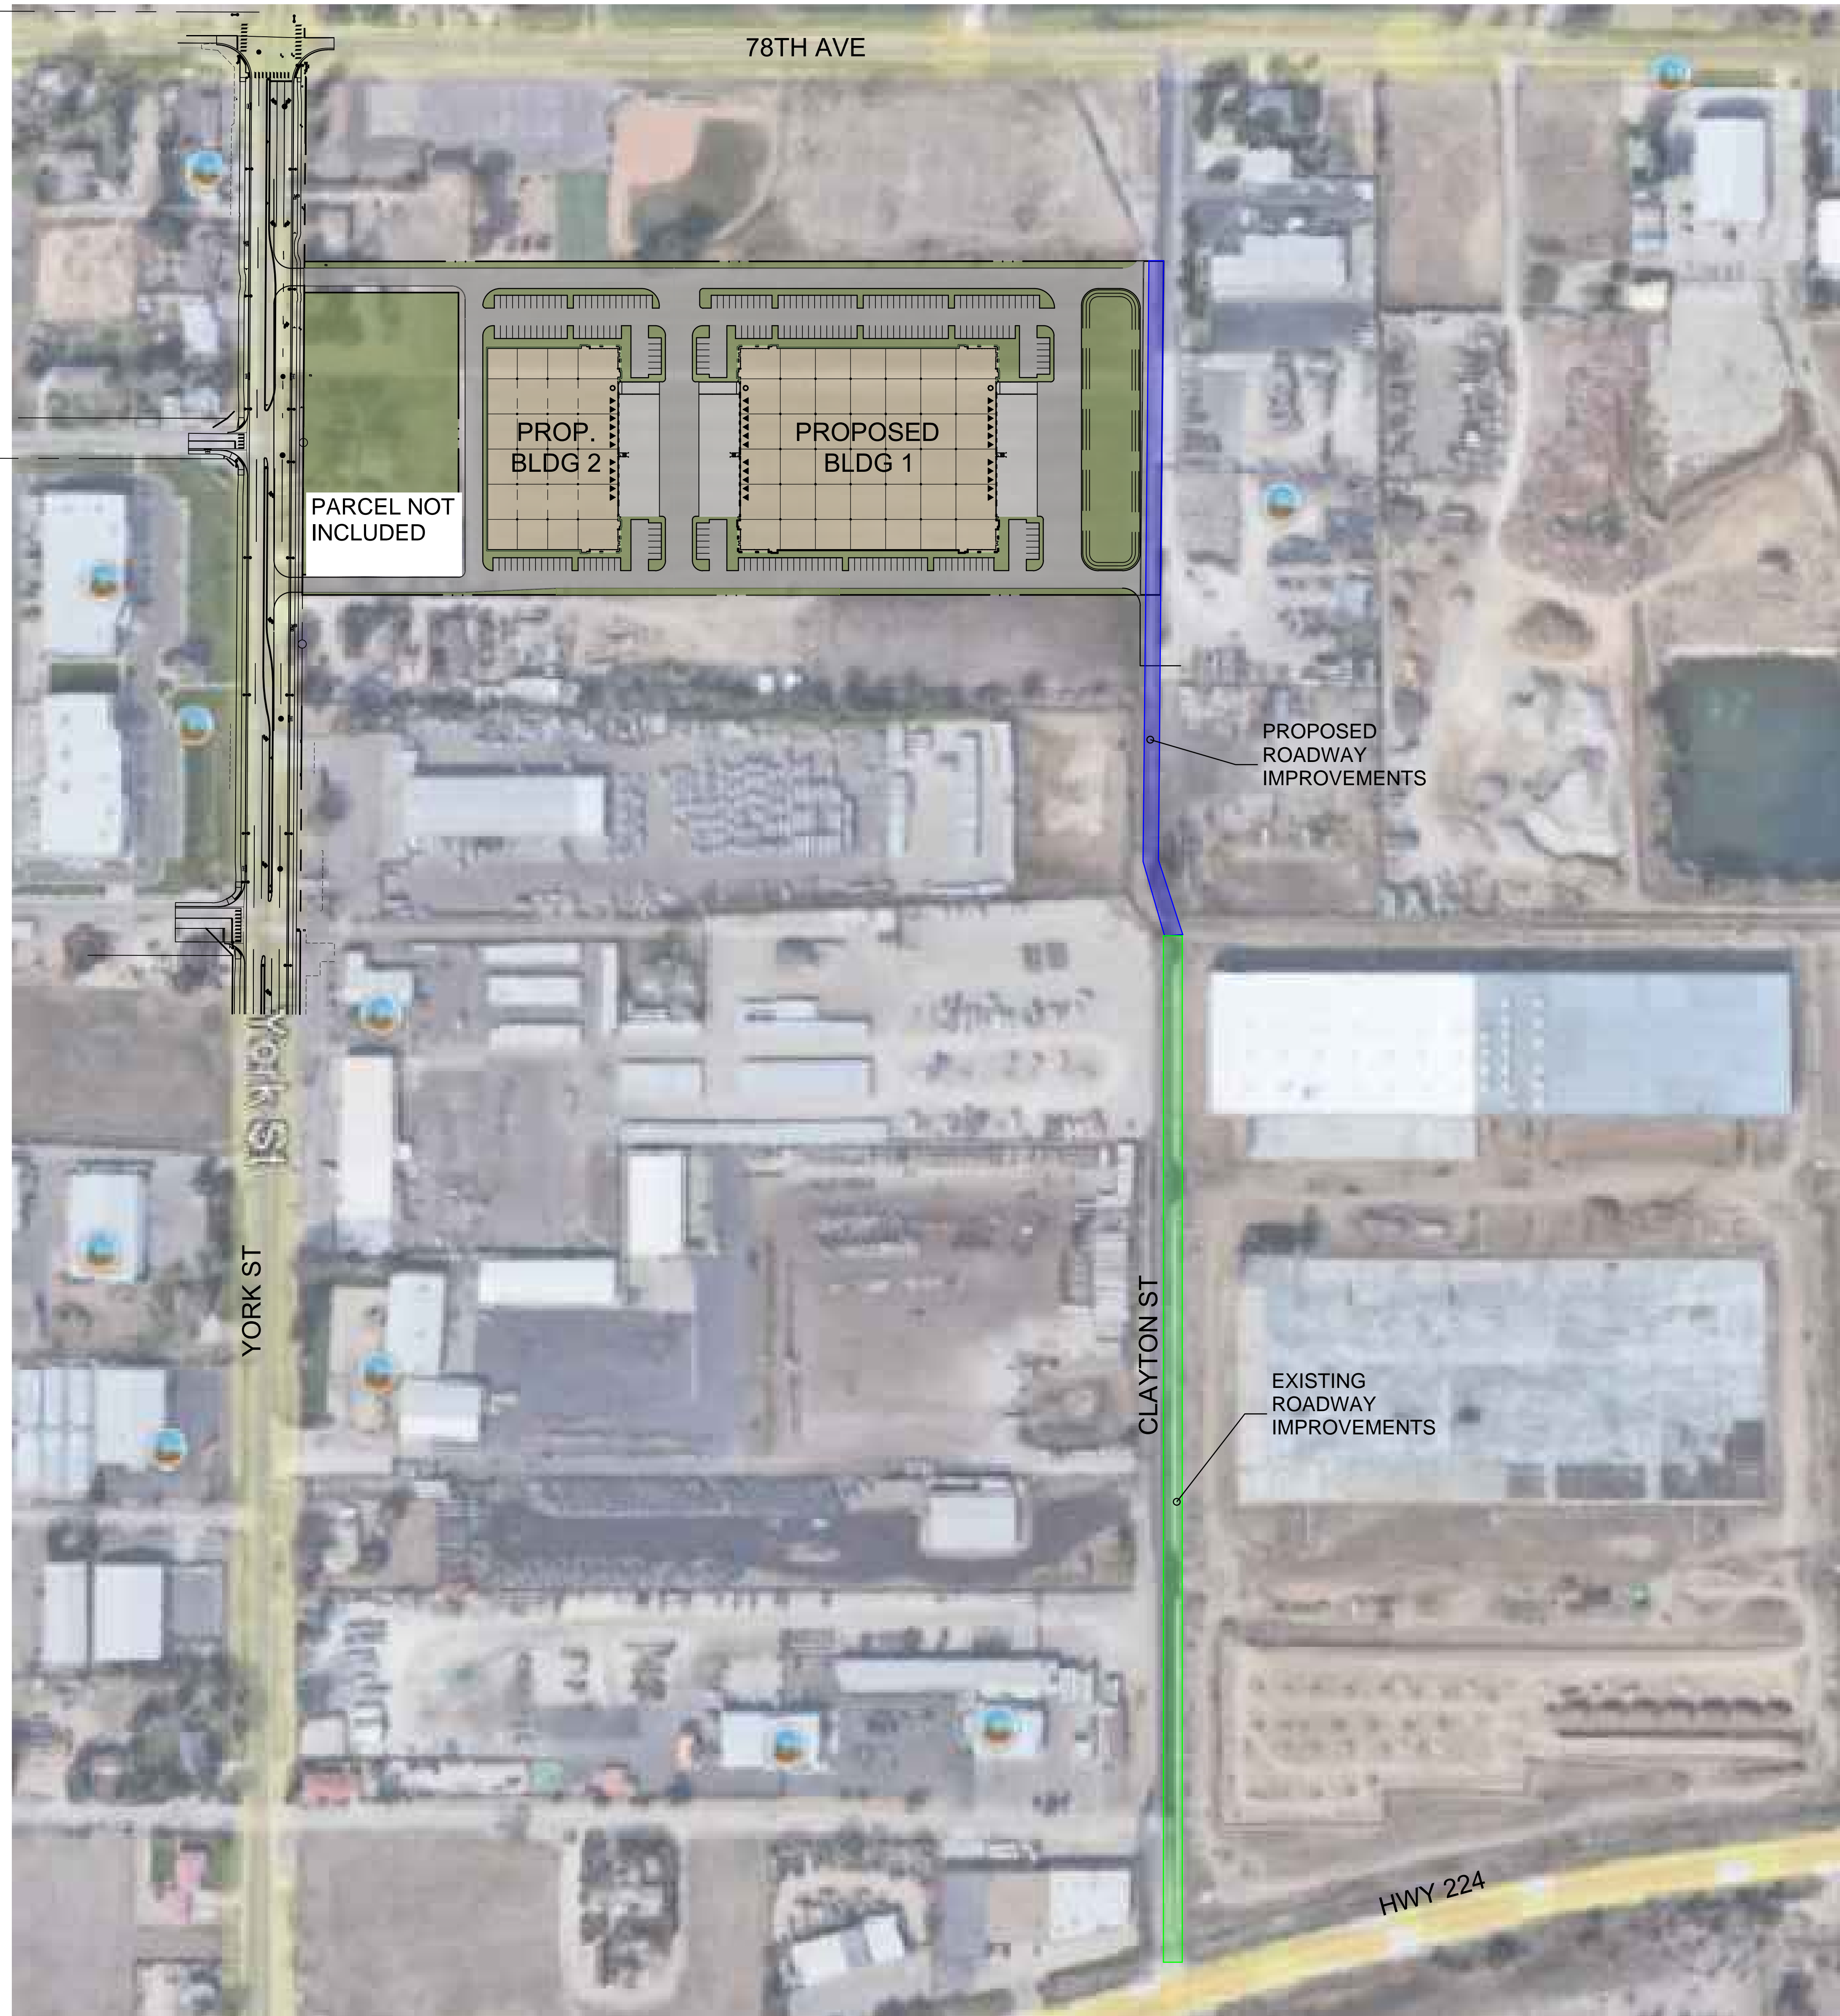 78TH AVE
PROP.
BLDG 2
PROPOSED
BLDG 1
PARCEL NOT
INCLUDED
PROPOSED
ROADWAY
IMPROVEMENTS
York St
YORK ST
CLAYTON ST
EXISTING
ROADWAY
IMPROVEMENTS
HWY 224